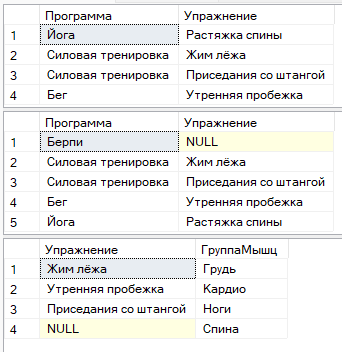 Программа Упражнение
1 Йога Растяжка спины
2 Силовая тренировка Жим лёжа
3 Силовая тренировка Приседания со штангой
4 Бег Утренняя пробежка
Программа Упражнение
1 Берпи NULL
2 Силовая тренировка Жим лёжа
3 Силовая тренировка Приседания со штангой
4 Бег Утренняя пробежка
5 Йога Растяжка спины
Упражнение ГруппаМышц
1 Жим лёжа Грудь
2 Утренняя пробежка Кардио
3 Приседания со штангой Ноги
4 NULL Спина